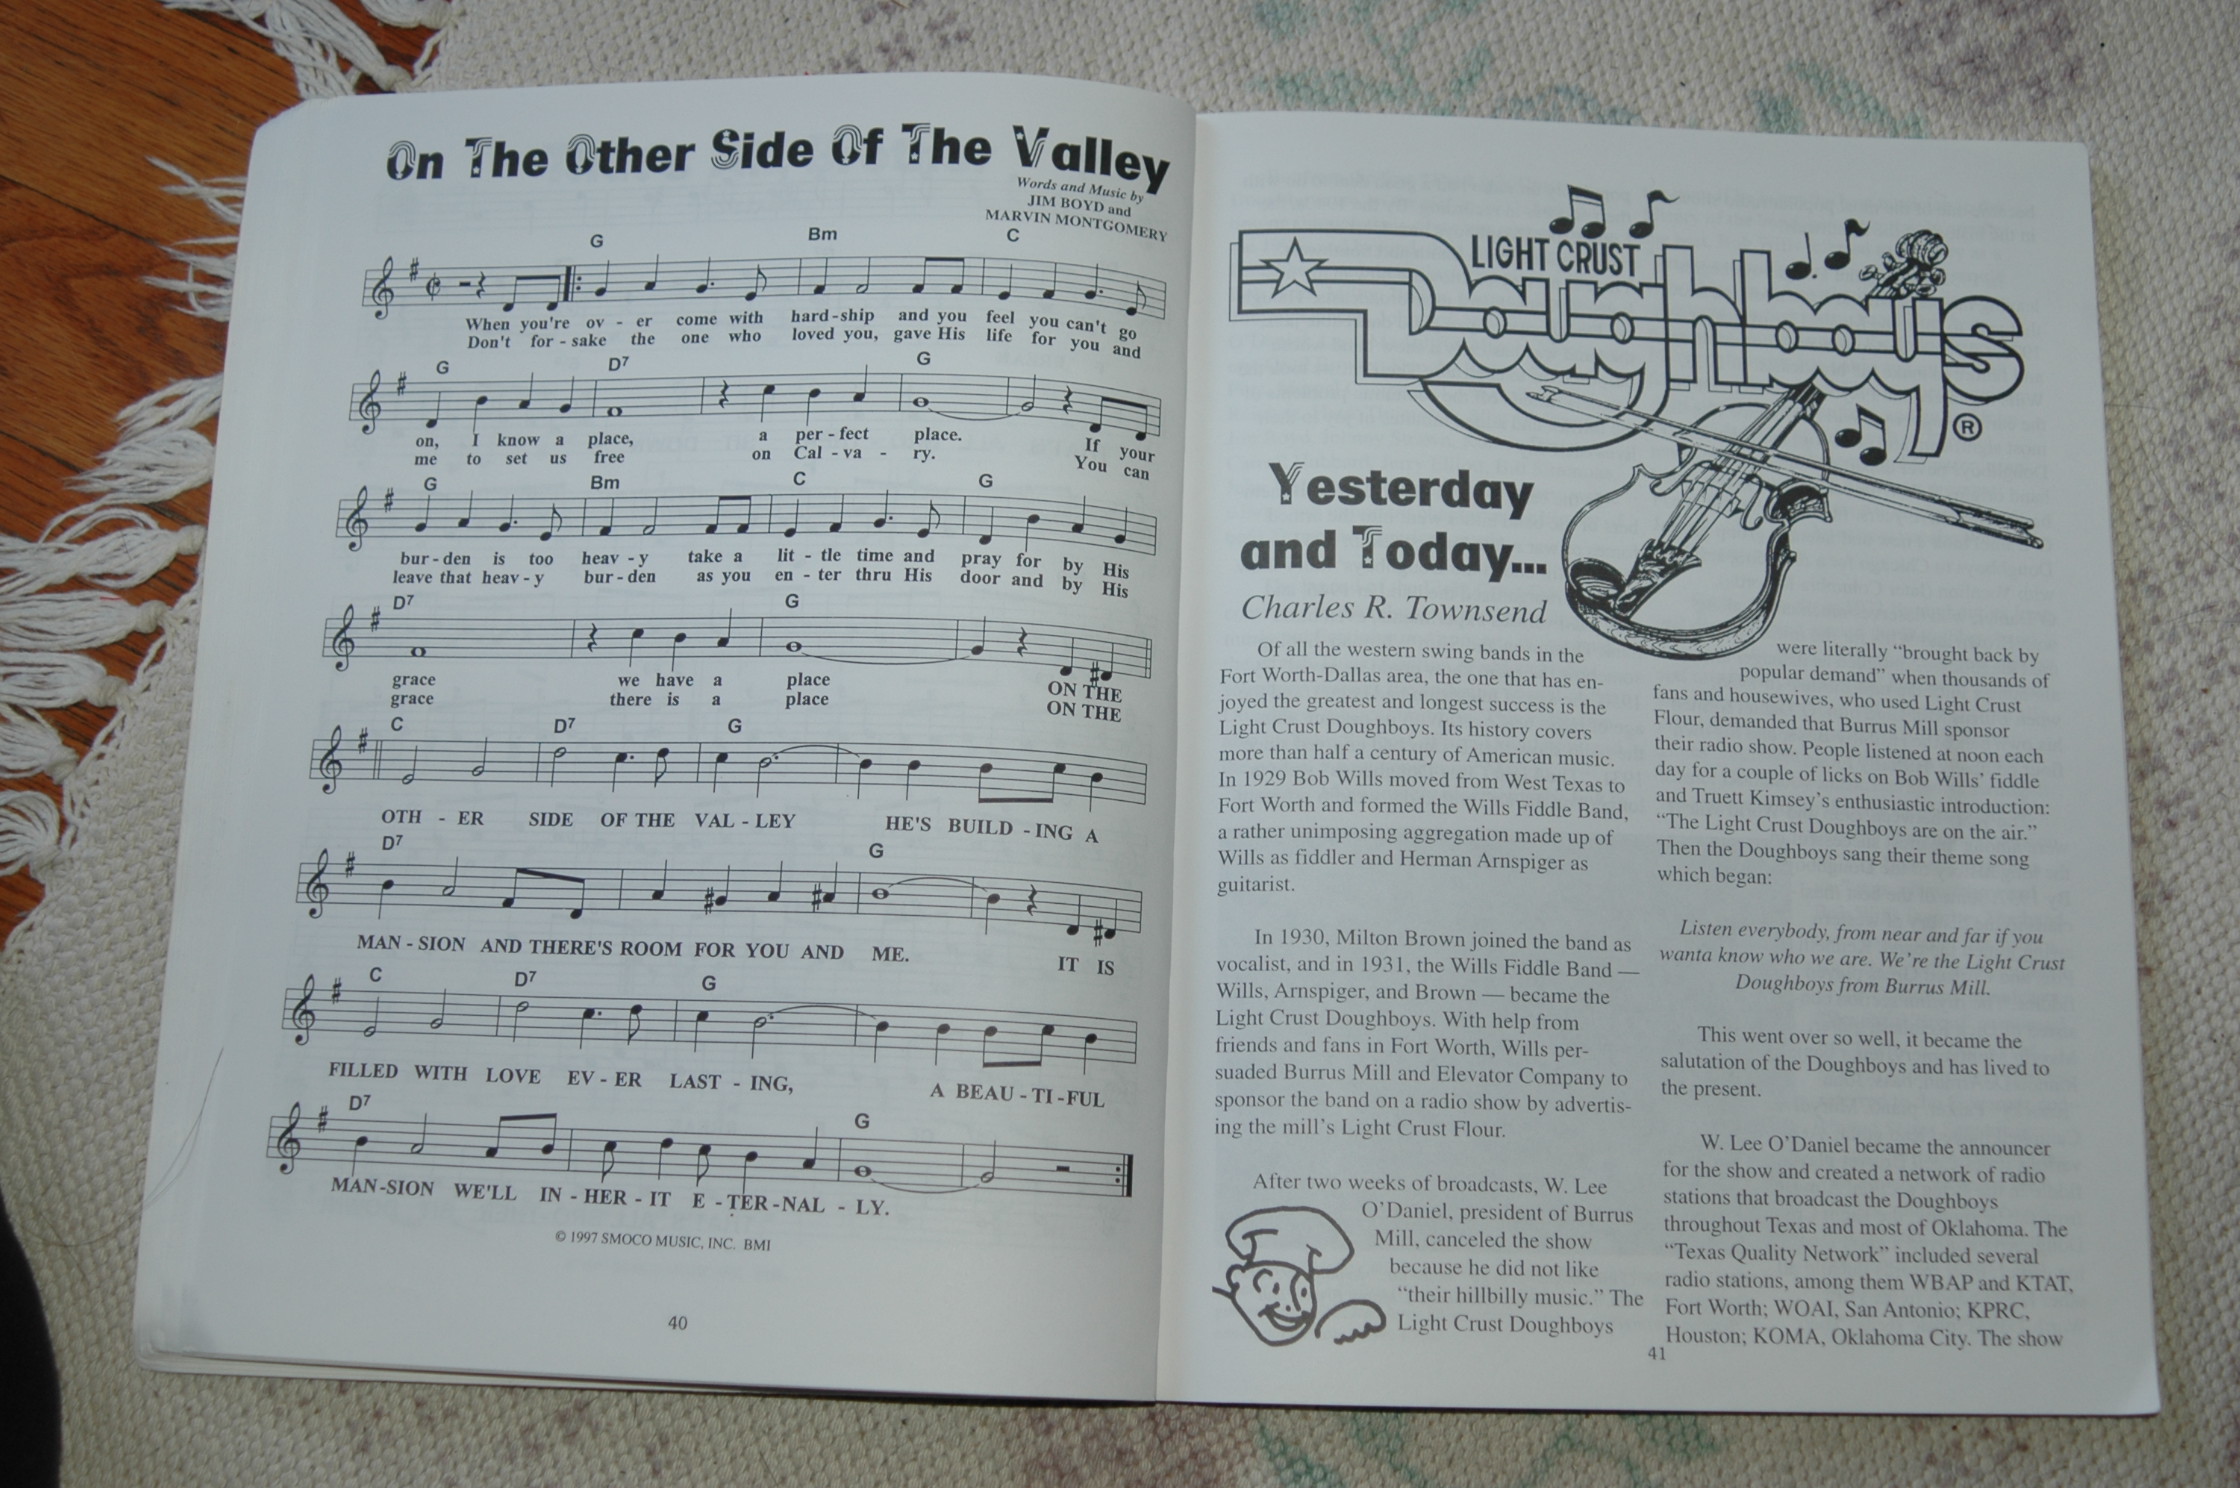 On The Other Side Of The Valley
Words and Music by
JIM BOYD and
MARVIN MONTGOMERY
G Bm C
When you're ov - er come with hard - ship and you feel you can't go
Don't for - sake the one who loved you, gave His life for you and
G D7 G
on, I know a place, a per - fect place. If your
me to set us free on Cal - va - ry. You can
G Bm C G
bur - den is too heav - y take a lit - tle time and pray for by His
leave that heav - y bur - den as you en - ter thru His door and by His
D7 G
grace we have a place ON THE
grace there is a place ON THE
C D7 G
OTH - ER SIDE OF THE VAL - LEY HE'S BUILD - ING A
D7 G
MAN - SION AND THERE'S ROOM FOR YOU AND ME. IT IS
C D7 G
FILLED WITH LOVE EV - ER LAST - ING, A BEAU - TI - FUL
D7 G
MAN - SION WE'LL IN - HER - IT E - TER - NAL - LY.
© 1997 SMOCO MUSIC, INC. BMI
40
LIGHT CRUST
Doughboys
®
Yesterday
and Today...
Charles R. Townsend
Of all the western swing bands in the
Fort Worth-Dallas area, the one that has en-
joyed the greatest and longest success is the
Light Crust Doughboys. Its history covers
more than half a century of American music.
In 1929 Bob Wills moved from West Texas to
Fort Worth and formed the Wills Fiddle Band,
a rather unimposing aggregation made up of
Wills as fiddler and Herman Arnspiger as
guitarist.
In 1930, Milton Brown joined the band as
vocalist, and in 1931, the Wills Fiddle Band —
Wills, Arnspiger, and Brown — became the
Light Crust Doughboys. With help from
friends and fans in Fort Worth, Wills per-
suaded Burrus Mill and Elevator Company to
sponsor the band on a radio show by advertis-
ing the mill's Light Crust Flour.
After two weeks of broadcasts, W. Lee
O'Daniel, president of Burrus
Mill, canceled the show
because he did not like
"their hillbilly music." The
Light Crust Doughboys
were literally "brought back by
popular demand" when thousands of
fans and housewives, who used Light Crust
Flour, demanded that Burrus Mill sponsor
their radio show. People listened at noon each
day for a couple of licks on Bob Wills' fiddle
and Truett Kimsey's enthusiastic introduction:
"The Light Crust Doughboys are on the air."
Then the Doughboys sang their theme song
which began:
Listen everybody, from near and far if you
wanta know who we are. We're the Light Crust
Doughboys from Burrus Mill.
This went over so well, it became the
salutation of the Doughboys and has lived to
the present.
W. Lee O'Daniel became the announcer
for the show and created a network of radio
stations that broadcast the Doughboys
throughout Texas and most of Oklahoma. The
"Texas Quality Network" included several
radio stations, among them WBAP and KTAT,
Fort Worth; WOAI, San Antonio; KPRC,
Houston; KOMA, Oklahoma City. The show
41